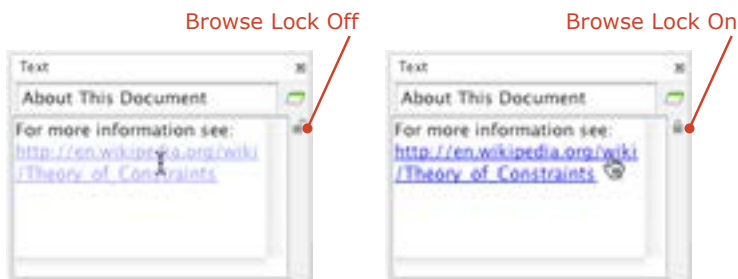 Browse Lock Off
Browse Lock On
Text
About This Document
For more information see:
http://en.wikipedia.org/wiki
/Theory_of_Constraints
Text
About This Document
For more information see:
http://en.wikipedia.org/wiki
/Theory_of_Constraints